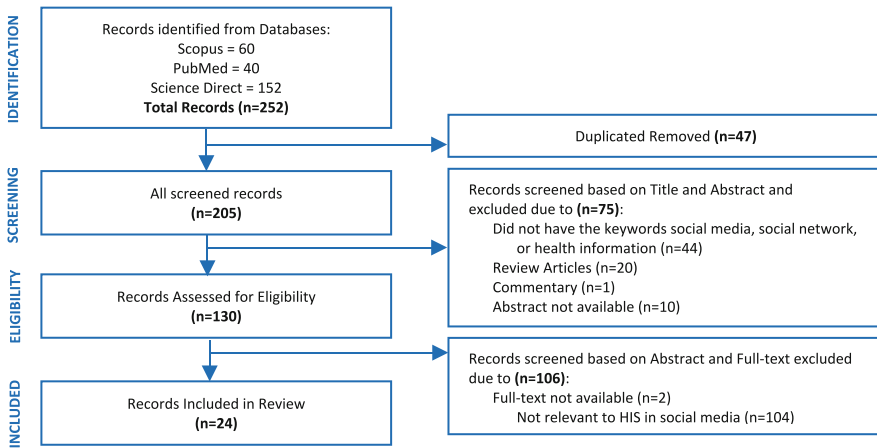 IDENTIFICATION
Records identified from Databases:
Scopus = 60
PubMed = 40
Science Direct = 152
Total Records (n=252)
Duplicated Removed (n=47)
SCREENING
All screened records
(n=205)
Records screened based on Title and Abstract and
excluded due to (n=75):
Did not have the keywords social media, social network,
or health information (n=44)
Review Articles (n=20)
Commentary (n=1)
Abstract not available (n=10)
ELIGIBILITY
Records Assessed for Eligibility
(n=130)
Records screened based on Abstract and Full-text excluded
due to (n=106):
Full-text not available (n=2)
Not relevant to HIS in social media (n=104)
INCLUDED
Records Included in Review
(n=24)